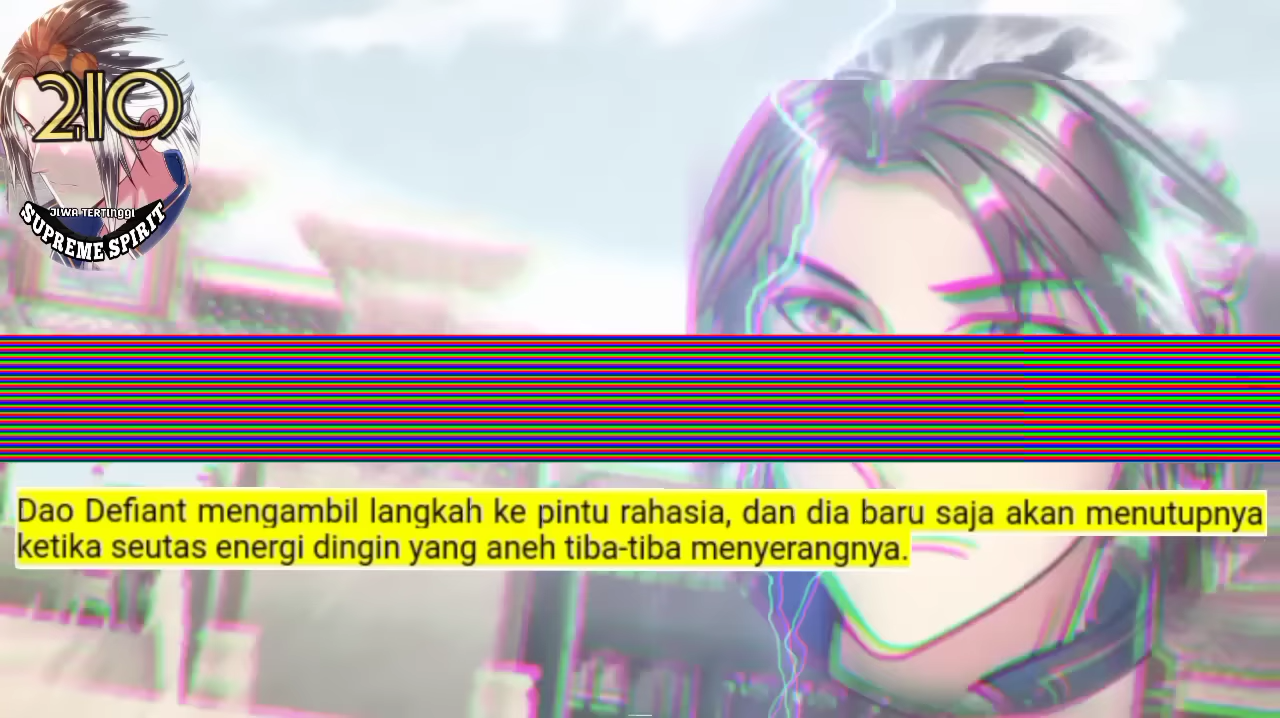 210
JIWA TERTINGGI
SUPREME SPIRIT
Dao Defiant mengambil langkah ke pintu rahasia, dan dia baru saja akan menutupnya
ketika seutas energi dingin yang aneh tiba-tiba menyerangnya.